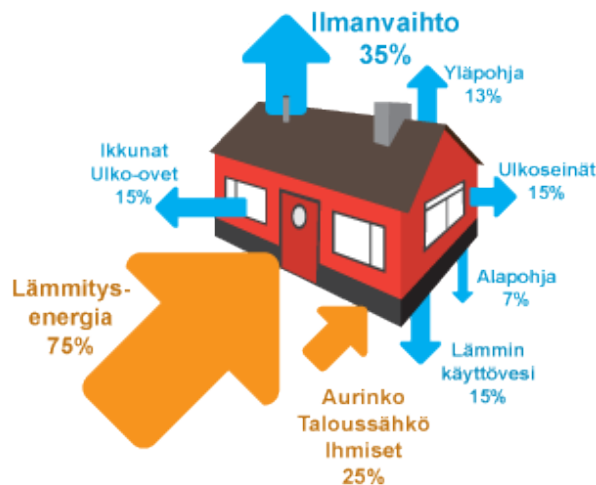 Ilmanvaihto
35%
Yläpohja
13%
Ikkunat
Ulko-ovet
15%
Ulkoseinät
15%
Lämmitys-
energia
75%
Alapohja
7%
Lämmin
käyttövesi
15%
Aurinko
Taloussähkö
Ihmiset
25%